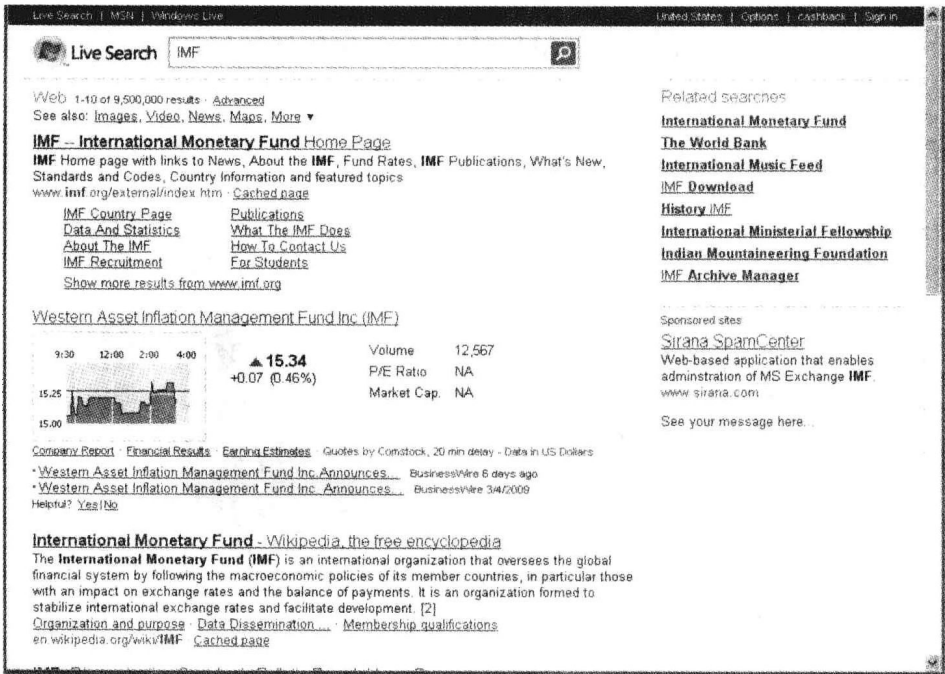 Live Search | MSN | Windows Live
United States | Options | cashback | Sign in
Live Search
IMF
Web 1-10 of 9,500,000 results · Advanced
See also: Images, Video, News, Maps, More ▾
IMF -- International Monetary Fund Home Page
IMF Home page with links to News, About the IMF, Fund Rates, IMF Publications, What's New,
Standards and Codes, Country Information and featured topics
www.imf.org/external/index.htm · Cached page
IMF Country Page
Publications
Data And Statistics
What The IMF Does
About The IMF
How To Contact Us
IMF Recruitment
For Students
Show more results from www.imf.org
Western Asset Inflation Management Fund Inc (IMF)
9:30 12:00 2:00 4:00
15.25
15.00
▲ 15.34
+0.07 (0.46%)
Volume 12,567
P/E Ratio NA
Market Cap. NA
Company Report · Financial Results · Earning Estimates · Quotes by Comstock, 20 min delay - Data in US Dollars
• Western Asset Inflation Management Fund Inc. Announces... BusinessWire 6 days ago
• Western Asset Inflation Management Fund Inc. Announces... BusinessWire 3/4/2009
Helpful? Yes | No
International Monetary Fund - Wikipedia, the free encyclopedia
The International Monetary Fund (IMF) is an international organization that oversees the global
financial system by following the macroeconomic policies of its member countries, in particular those
with an impact on exchange rates and the balance of payments. It is an organization formed to
stabilize international exchange rates and facilitate development. [2]
Organization and purpose · Data Dissemination ... · Membership qualifications
en.wikipedia.org/wiki/IMF · Cached page
Related searches
International Monetary Fund
The World Bank
International Music Feed
IMF Download
History IMF
International Ministerial Fellowship
Indian Mountaineering Foundation
IMF Archive Manager
Sponsored sites
Sirana SpamCenter
Web-based application that enables
adminstration of MS Exchange IMF.
www.sirana.com
See your message here...